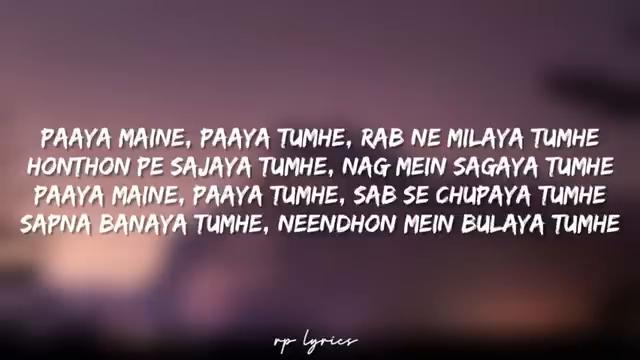 PAAYA MAINE, PAAYA TUMHE, RAB NE MILAYA TUMHE
HONTHON PE SAJAYA TUMHE, NAG MEIN SAGAYA TUMHE
PAAYA MAINE, PAAYA TUMHE, SAB SE CHUPAYA TUMHE
SAPNA BANAYA TUMHE, NEENDHON MEIN BULAYA TUMHE
rp lyrics